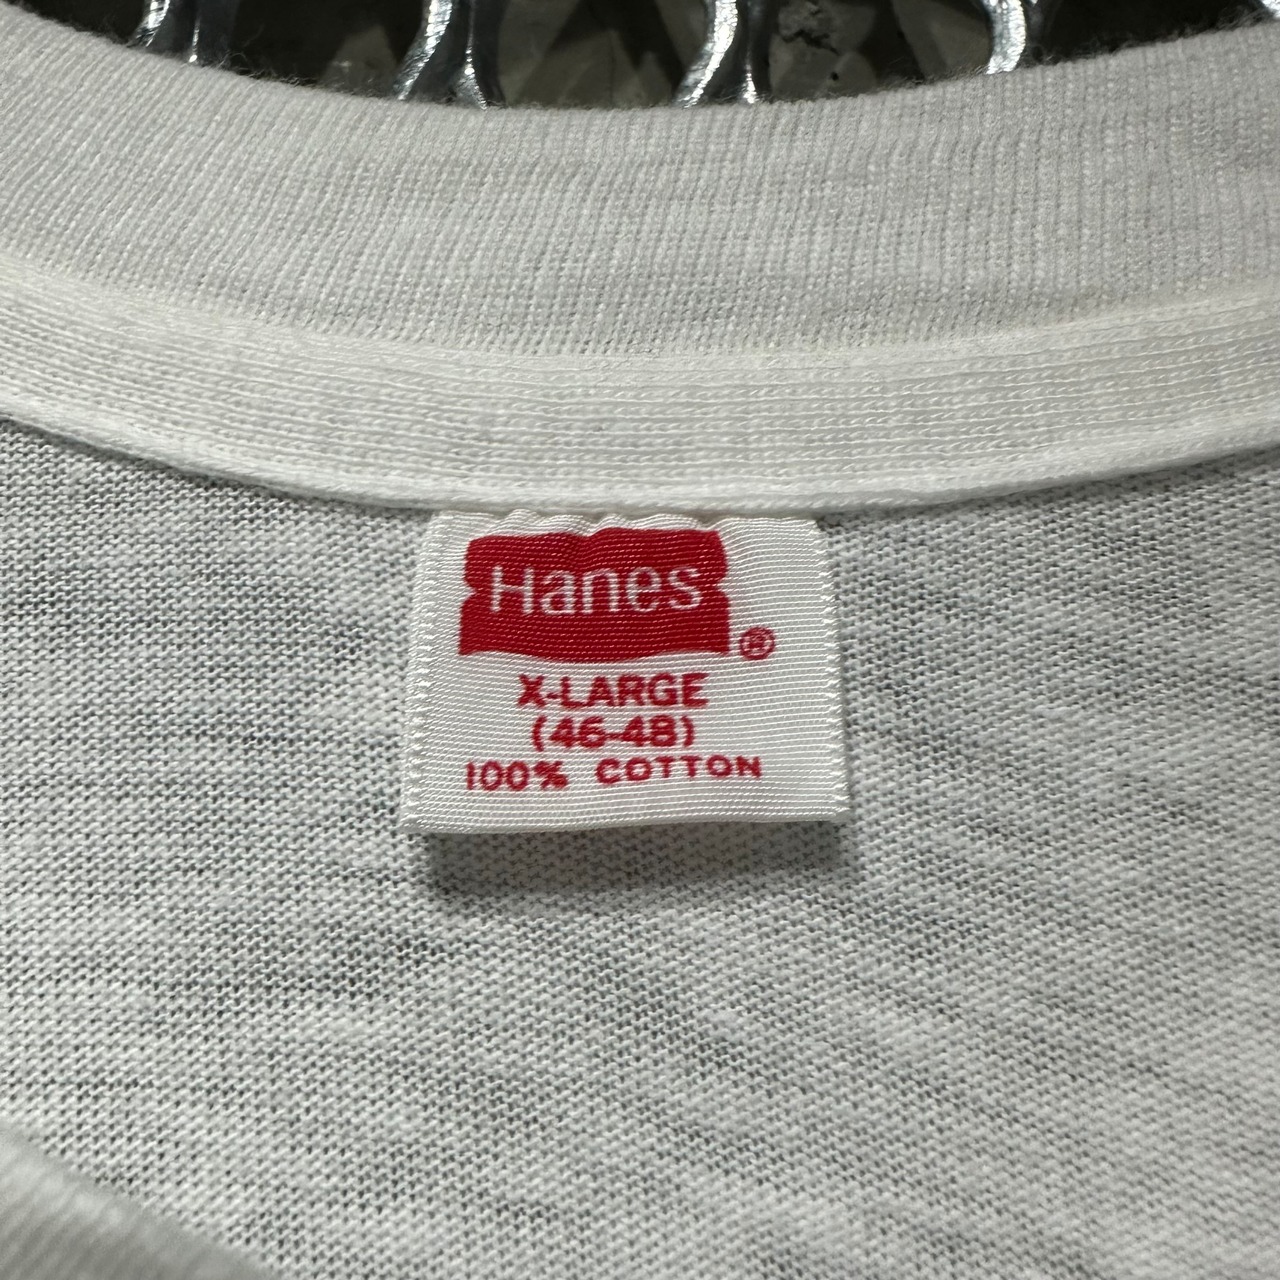 Hanes®
X-LARGE
(46-48)
100% COTTON